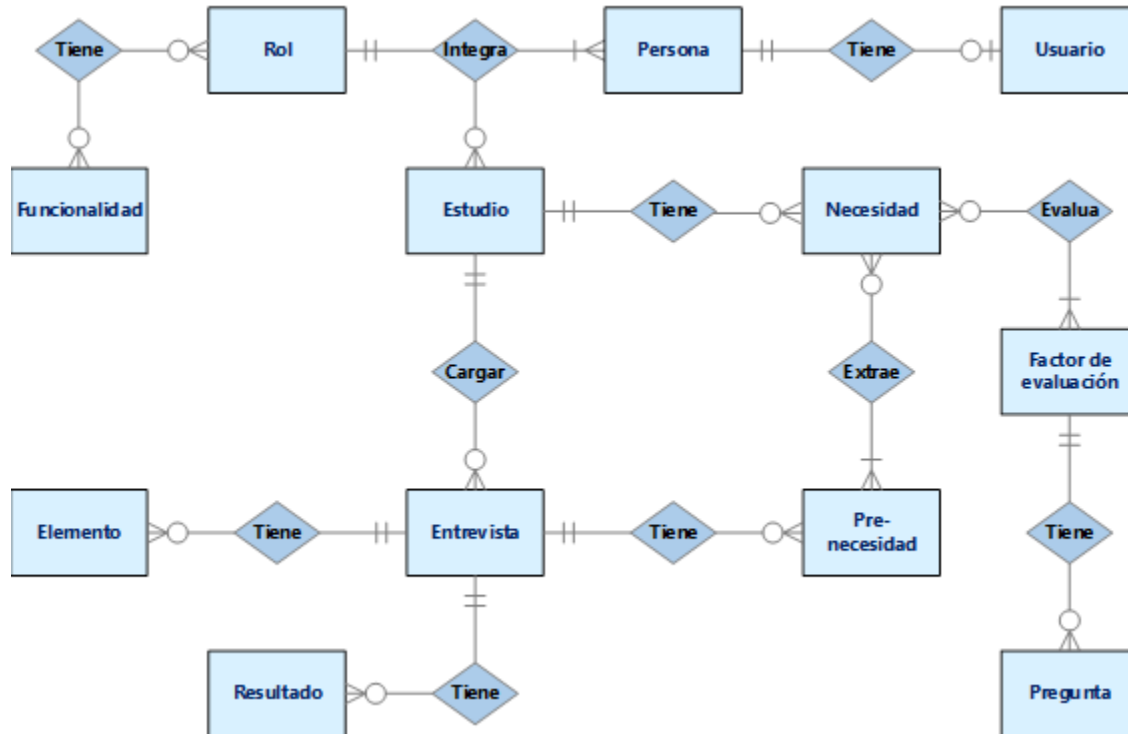 Tiene
Rol
Integra
Persona
Tiene
Usuario
Funcionalidad
Estudio
Tiene
Necesidad
Evalua
Cargar
Extrae
Factor de
evaluación
Elemento
Tiene
Entrevista
Tiene
Pre-
necesidad
Tiene
Resultado
Tiene
Pregunta